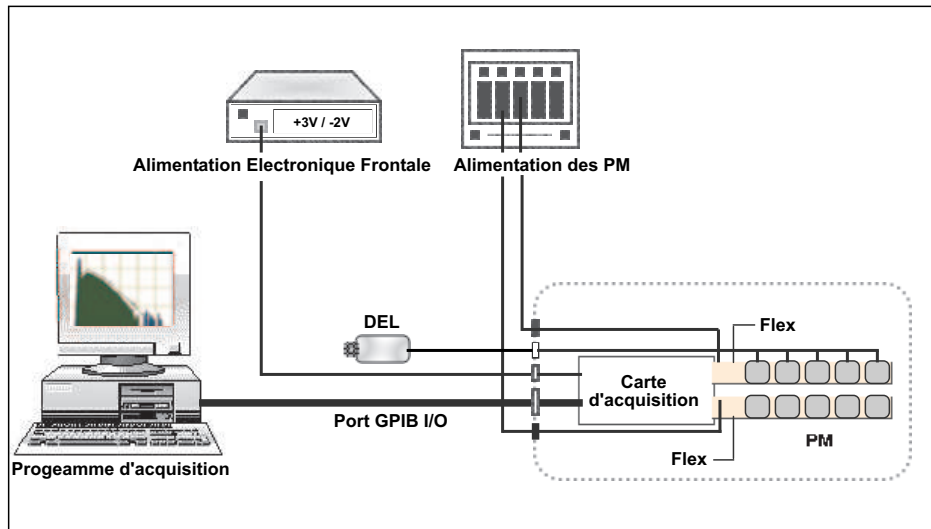 +3V / -2V
Alimentation Electronique Frontale
Alimentation des PM
DEL
Flex
Carte
d'acquisition
Port GPIB I/O
PM
Flex
Progeamme d'acquisition